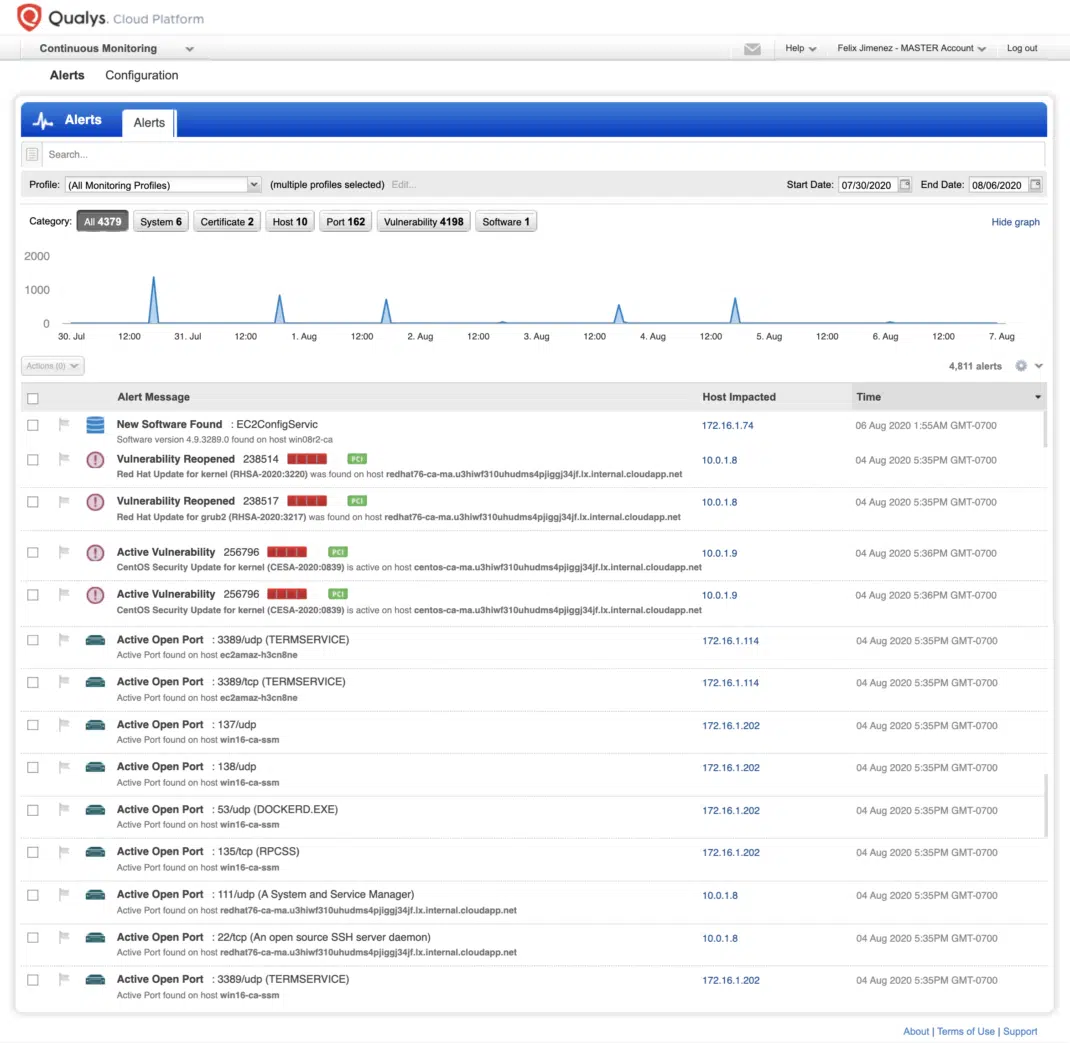 Qualys. Cloud Platform
Continuous Monitoring
Help
Felix Jimenez - MASTER Account
Log out
Alerts Configuration
Alerts
Alerts
Search...
Profile: (All Monitoring Profiles) (multiple profiles selected) Edit... Start Date: 07/30/2020 End Date: 08/06/2020
Category: All 4379 System 6 Certificate 2 Host 10 Port 162 Vulnerability 4198 Software 1 Hide graph
2000
1000
0
30. Jul 12:00 31. Jul 12:00 1. Aug 12:00 2. Aug 12:00 3. Aug 12:00 4. Aug 12:00 5. Aug 12:00 6. Aug 12:00 7. Aug
Actions (0) 4,811 alerts
Alert Message Host Impacted Time
New Software Found : EC2ConfigServic 172.16.1.74 06 Aug 2020 1:55AM GMT-0700
Software version 4.9.3289.0 found on host win08r2-ca
Vulnerability Reopened 238514 PCI 10.0.1.8 04 Aug 2020 5:35PM GMT-0700
Red Hat Update for kernel (RHSA-2020:3220) was found on host redhat76-ca-ma.u3hiwf310uhudms4pjiggj34jf.lx.internal.cloudapp.net
Vulnerability Reopened 238517 PCI 10.0.1.8 04 Aug 2020 5:35PM GMT-0700
Red Hat Update for grub2 (RHSA-2020:3217) was found on host redhat76-ca-ma.u3hiwf310uhudms4pjiggj34jf.lx.internal.cloudapp.net
Active Vulnerability 256796 PCI 10.0.1.9 04 Aug 2020 5:36PM GMT-0700
CentOS Security Update for kernel (CESA-2020:0839) is active on host centos-ca-ma.u3hiwf310uhudms4pjiggj34jf.lx.internal.cloudapp.net
Active Vulnerability 256796 PCI 10.0.1.9 04 Aug 2020 5:36PM GMT-0700
CentOS Security Update for kernel (CESA-2020:0839) is active on host centos-ca-ma.u3hiwf310uhudms4pjiggj34jf.lx.internal.cloudapp.net
Active Open Port : 3389/udp (TERMSERVICE) 172.16.1.114 04 Aug 2020 5:35PM GMT-0700
Active Port found on host ec2amaz-h3cn8ne
Active Open Port : 3389/tcp (TERMSERVICE) 172.16.1.114 04 Aug 2020 5:35PM GMT-0700
Active Port found on host ec2amaz-h3cn8ne
Active Open Port : 137/udp 172.16.1.202 04 Aug 2020 5:35PM GMT-0700
Active Port found on host win16-ca-ssm
Active Open Port : 138/udp 172.16.1.202 04 Aug 2020 5:35PM GMT-0700
Active Port found on host win16-ca-ssm
Active Open Port : 53/udp (DOCKERD.EXE) 172.16.1.202 04 Aug 2020 5:35PM GMT-0700
Active Port found on host win16-ca-ssm
Active Open Port : 135/tcp (RPCSS) 172.16.1.202 04 Aug 2020 5:35PM GMT-0700
Active Port found on host win16-ca-ssm
Active Open Port : 111/udp (A System and Service Manager) 10.0.1.8 04 Aug 2020 5:35PM GMT-0700
Active Port found on host redhat76-ca-ma.u3hiwf310uhudms4pjiggj34jf.lx.internal.cloudapp.net
Active Open Port : 22/tcp (An open source SSH server daemon) 10.0.1.8 04 Aug 2020 5:35PM GMT-0700
Active Port found on host redhat76-ca-ma.u3hiwf310uhudms4pjiggj34jf.lx.internal.cloudapp.net
Active Open Port : 3389/udp (TERMSERVICE) 172.16.1.202 04 Aug 2020 5:35PM GMT-0700
Active Port found on host win16-ca-ssm
About | Terms of Use | Support